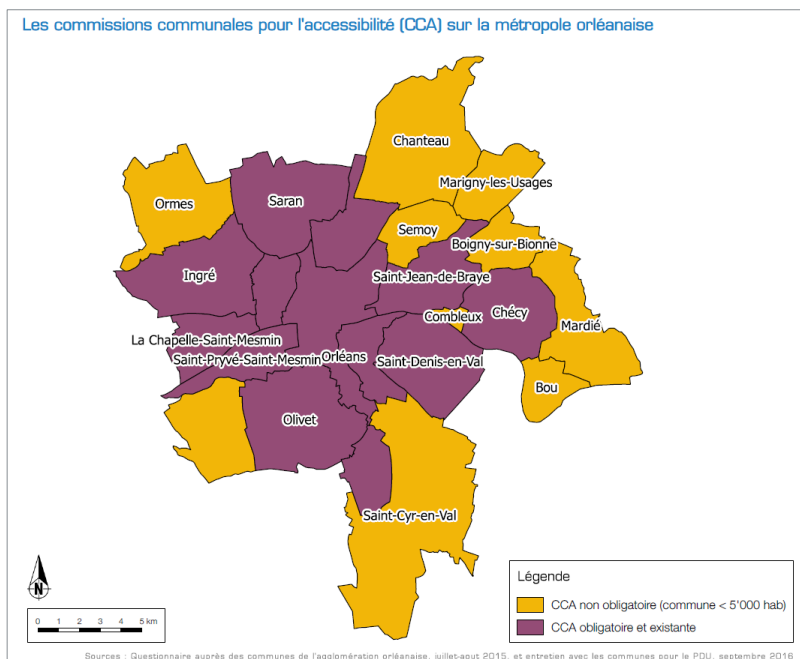 Les commissions communales pour l'accessibilité (CCA) sur la métropole orléanaise
Chanteau
Marigny-les-Usages
Ormes
Saran
Semoy
Boigny-sur-Bionne
Ingré
Saint-Jean-de-Braye
Combleux
Chécy
Mardié
La Chapelle-Saint-Mesmin
Saint-Pryvé-Saint-Mesmin
Orléans
Saint-Denis-en-Val
Bou
Olivet
Saint-Cyr-en-Val
N
0 1 2 3 4 5 km
Légende
CCA non obligatoire (commune < 5'000 hab)
CCA obligatoire et existante
Sources : Questionnaire auprès des communes de l'agglomération orléanaise, juillet-aout 2015, et entretien avec les communes pour le PDU, septembre 2016